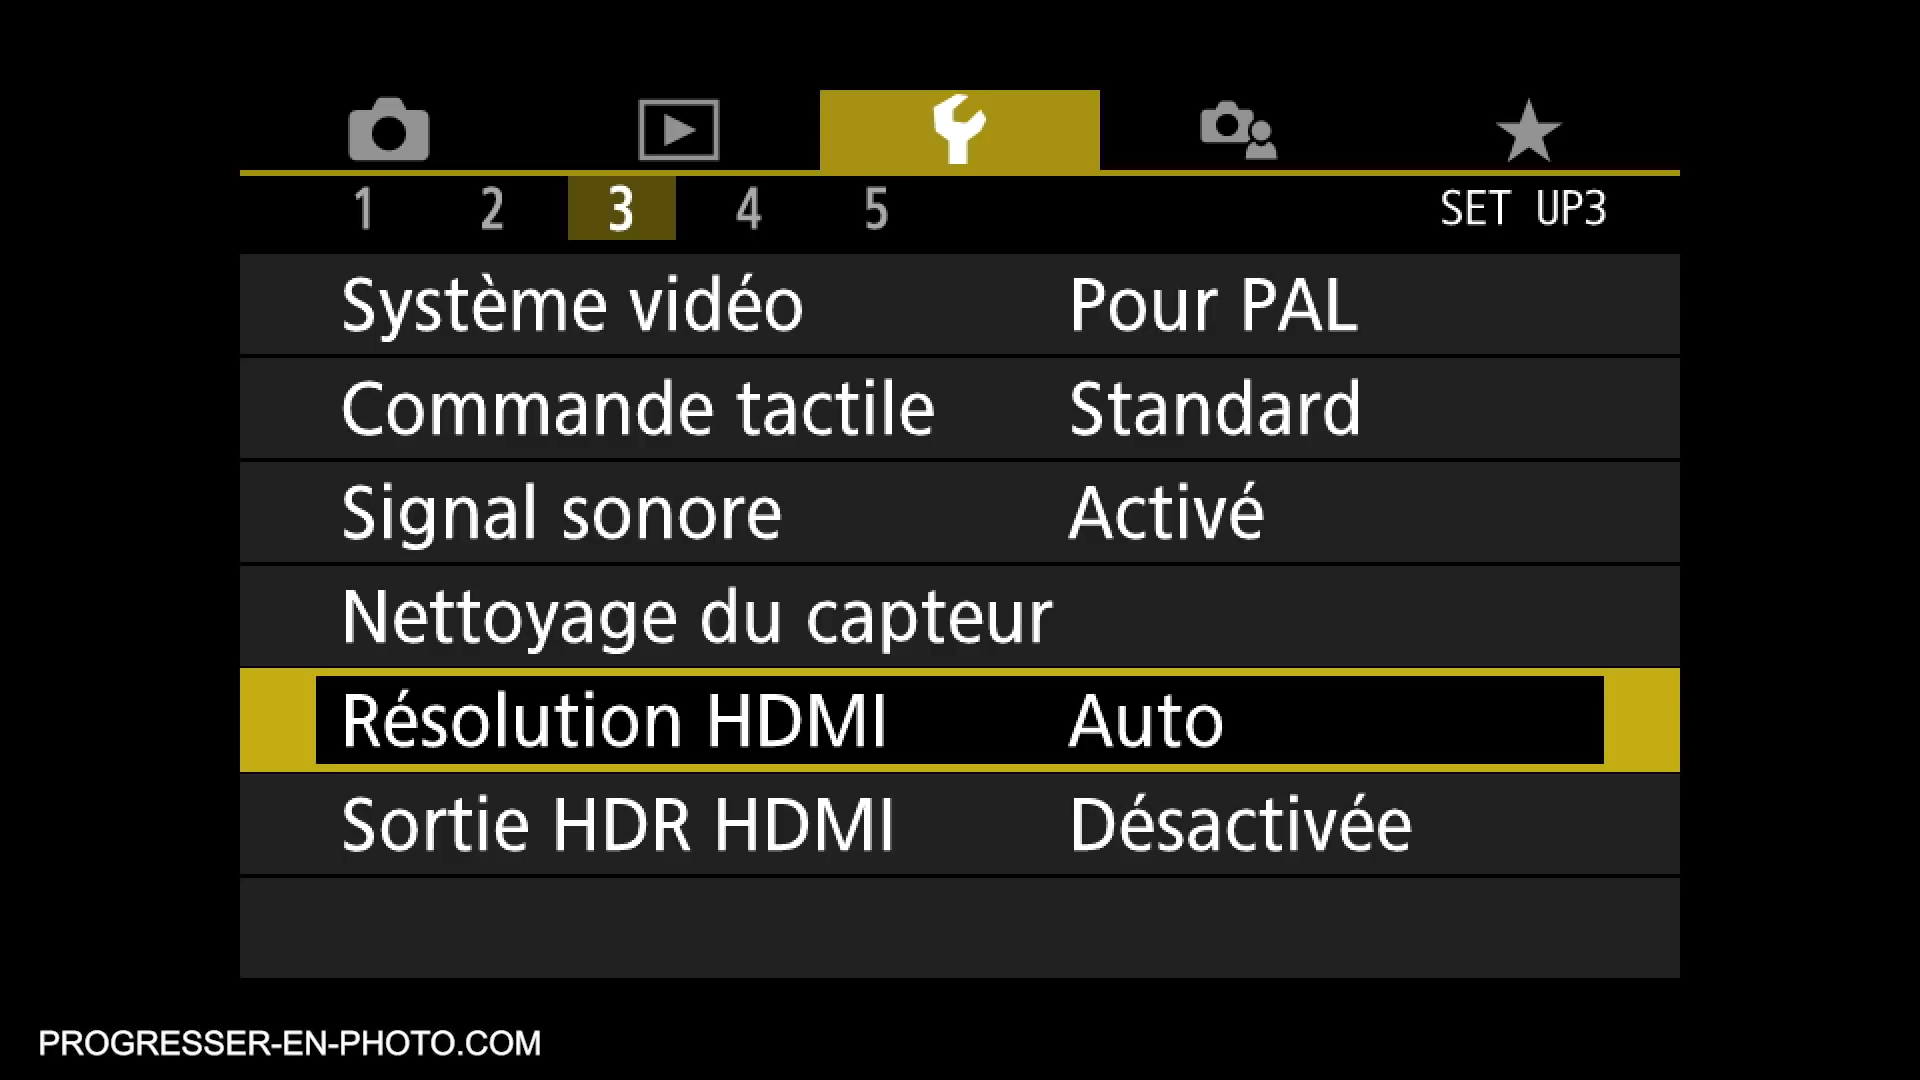 1 2 3 4 5 SET UP3
Système vidéo Pour PAL
Commande tactile Standard
Signal sonore Activé
Nettoyage du capteur
Résolution HDMI Auto
Sortie HDR HDMI Désactivée
PROGRESSER-EN-PHOTO.COM